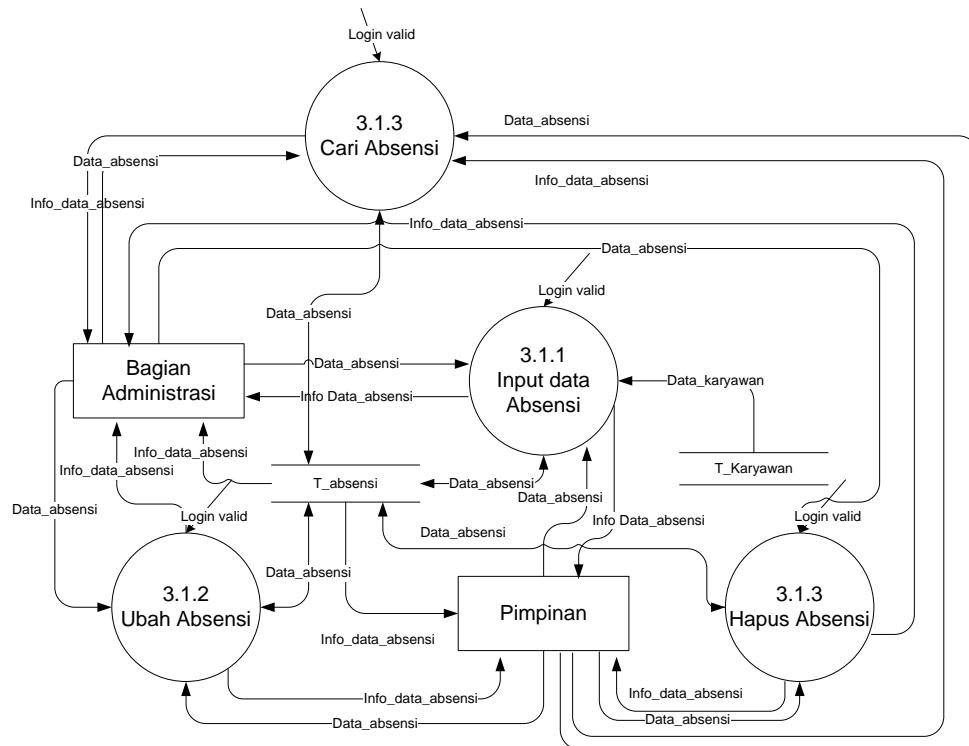 Login valid
3.1.3
Cari Absensi
Data_absensi
Data_absensi
Info_data_absensi
Info_data_absensi
Info_data_absensi
Data_absensi
Login valid
Data_absensi
Bagian
Administrasi
Data_absensi
3.1.1
Input data
Absensi
Data_karyawan
Info Data_absensi
Info_data_absensi
Info_data_absensi
T_absensi
Data_absensi
T_Karyawan
Data_absensi
Data_absensi
Login valid
Data_absensi
Info Data_absensi
Login valid
Data_absensi
3.1.2
Ubah Absensi
Pimpinan
3.1.3
Hapus Absensi
Info_data_absensi
Info_data_absensi
Info_data_absensi
Data_absensi
Data_absensi